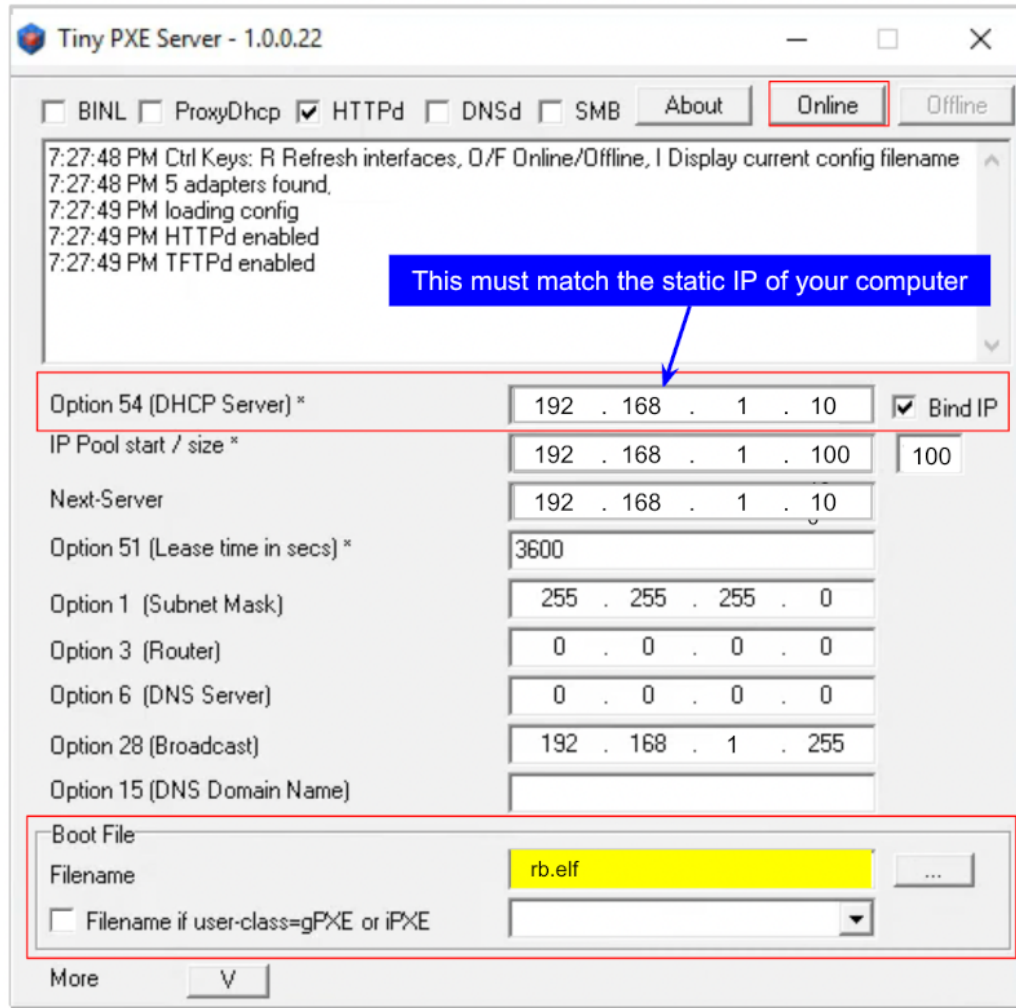 Tiny PXE Server - 1.0.0.22
BINL ProxyDhcp HTTPd DNSd SMB About Online Offline
7:27:48 PM Ctrl Keys: R Refresh interfaces, O/F Online/Offline, I Display current config filename
7:27:48 PM 5 adapters found,
7:27:49 PM loading config
7:27:49 PM HTTPd enabled
7:27:49 PM TFTPd enabled
This must match the static IP of your computer
Option 54 (DHCP Server) * 192 . 168 . 1 . 10 Bind IP
IP Pool start / size * 192 . 168 . 1 . 100 100
Next-Server 192 . 168 . 1 . 10
Option 51 (Lease time in secs) * 3600
Option 1 (Subnet Mask) 255 . 255 . 255 . 0
Option 3 (Router) 0 . 0 . 0 . 0
Option 6 (DNS Server) 0 . 0 . 0 . 0
Option 28 (Broadcast) 192 . 168 . 1 . 255
Option 15 (DNS Domain Name)
Boot File
Filename rb.elf ...
Filename if user-class=gPXE or iPXE
More V